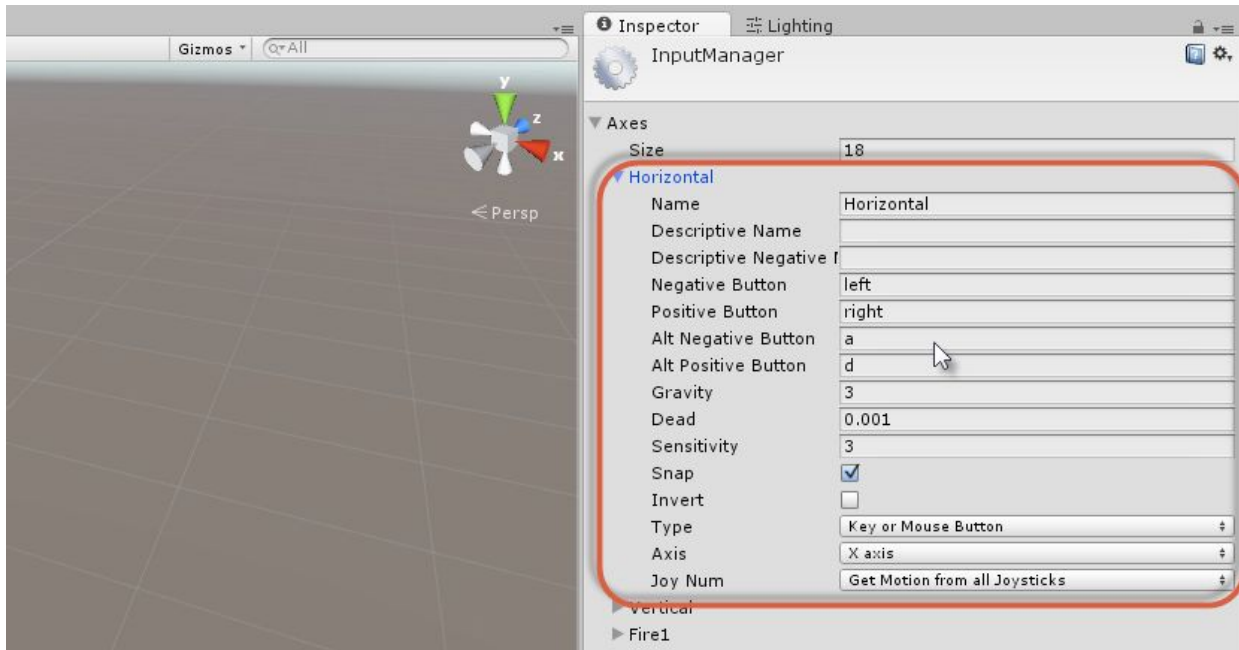 Inspector
Lighting
Gizmos
All
InputManager
y
z
x
Persp
Axes
Size 18
Horizontal
Name Horizontal
Descriptive Name
Descriptive Negative
Negative Button left
Positive Button right
Alt Negative Button a
Alt Positive Button d
Gravity 3
Dead 0.001
Sensitivity 3
Snap
Invert
Type Key or Mouse Button
Axis X axis
Joy Num Get Motion from all Joysticks
Vertical
Fire1